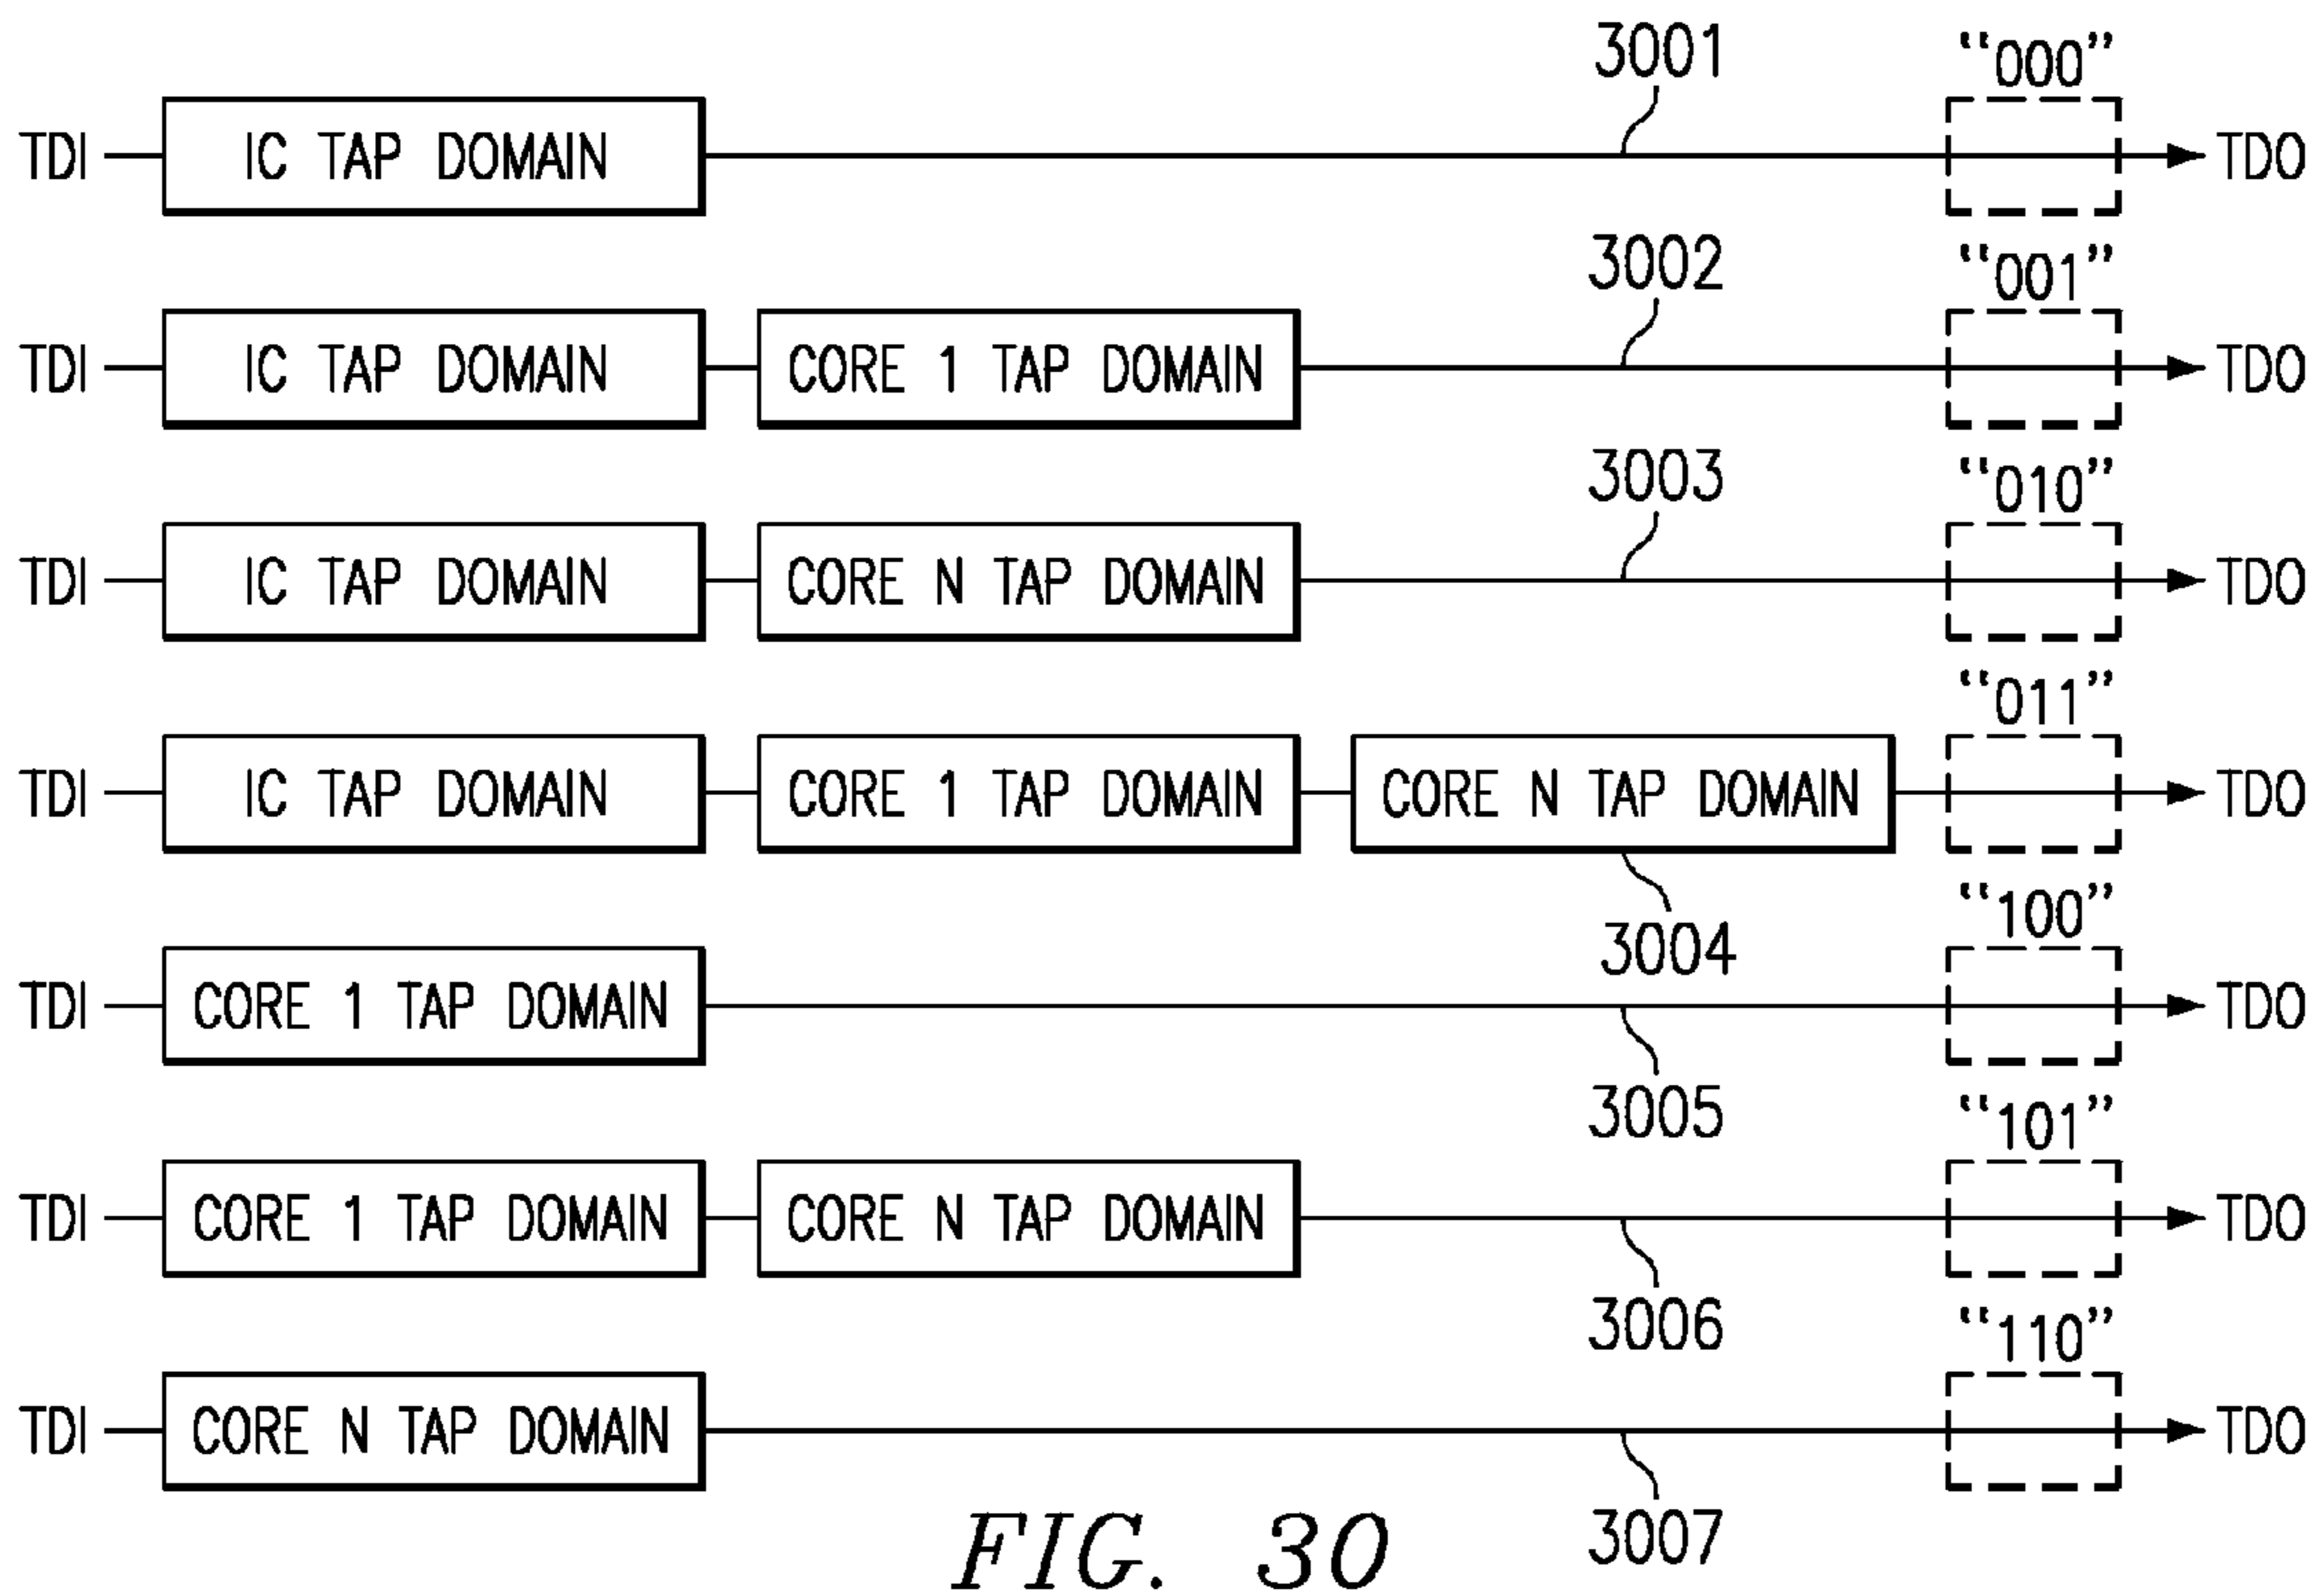 3001 “000”
TDI IC TAP DOMAIN TDO
3002 “001”
TDI IC TAP DOMAIN CORE 1 TAP DOMAIN TDO
3003 “010”
TDI IC TAP DOMAIN CORE N TAP DOMAIN TDO
“011”
TDI IC TAP DOMAIN CORE 1 TAP DOMAIN CORE N TAP DOMAIN TDO
3004 “100”
TDI CORE 1 TAP DOMAIN TDO
3005 “101”
TDI CORE 1 TAP DOMAIN CORE N TAP DOMAIN TDO
3006 “110”
TDI CORE N TAP DOMAIN TDO
3007
FIG. 30